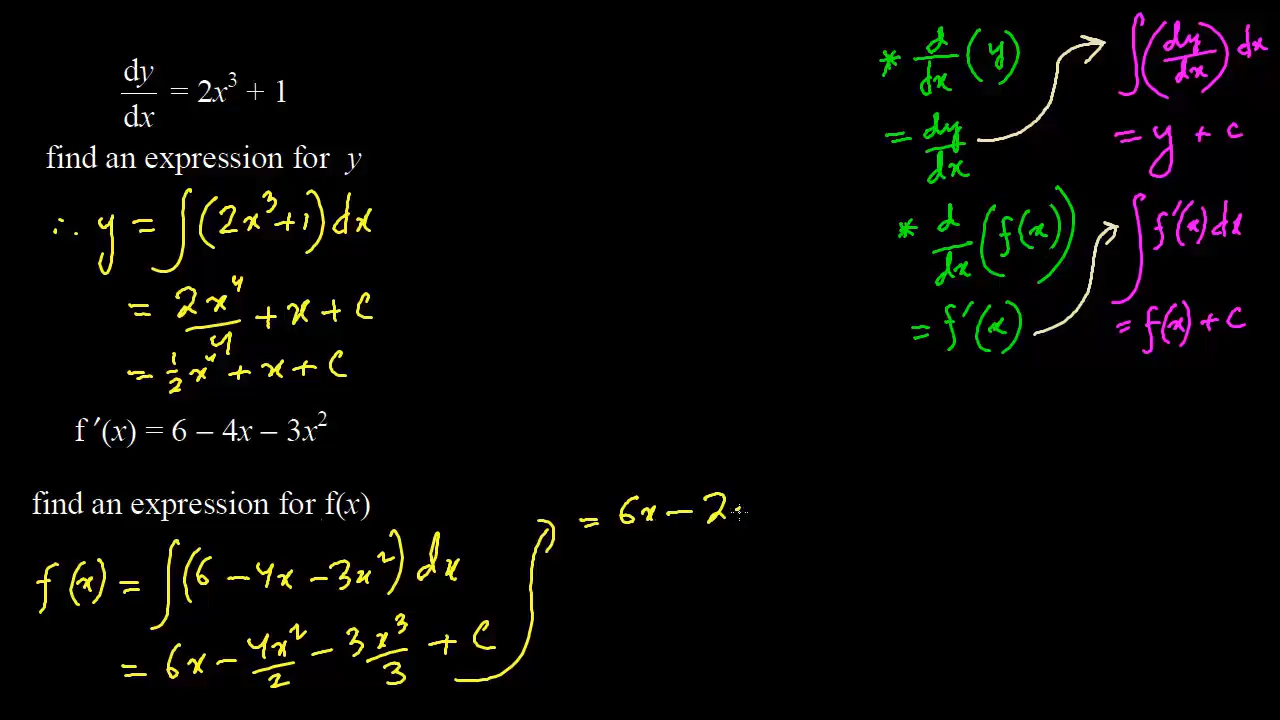 dy/dx = 2x³ + 1
find an expression for y
∴ y = ∫(2x³+1)dx
= 2x⁴/4 + x + c
= ½x⁴ + x + c
f ′(x) = 6 – 4x – 3x²
find an expression for f(x)
f(x) = ∫(6 – 4x – 3x²) dx
= 6x – 4x²/2 – 3x³/3 + c
= 6x – 2
* d/dx (y)
= dy/dx
* d/dx (f(x))
= f′(x)
∫(dy/dx) dx
= y + c
∫f′(x)dx
= f(x) + c